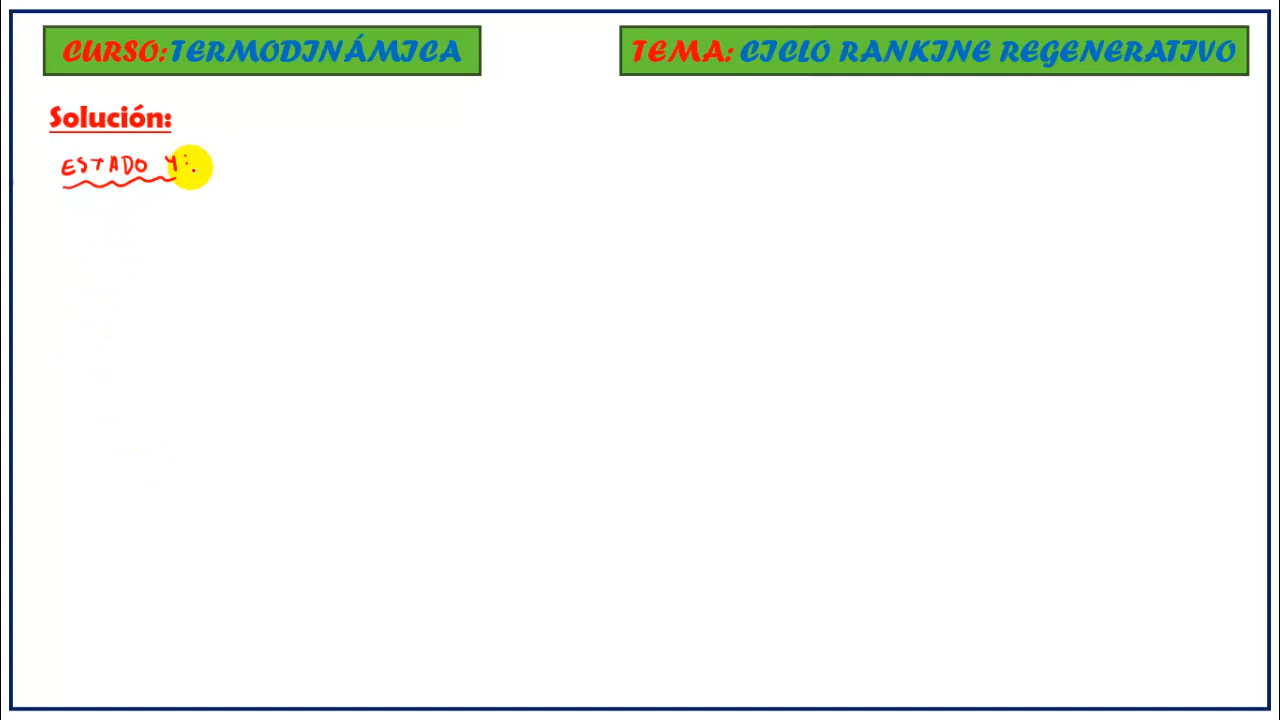 CURSO: TERMODINÁMICA
TEMA: CICLO RANKINE REGENERATIVO
Solución:
ESTADO Y: